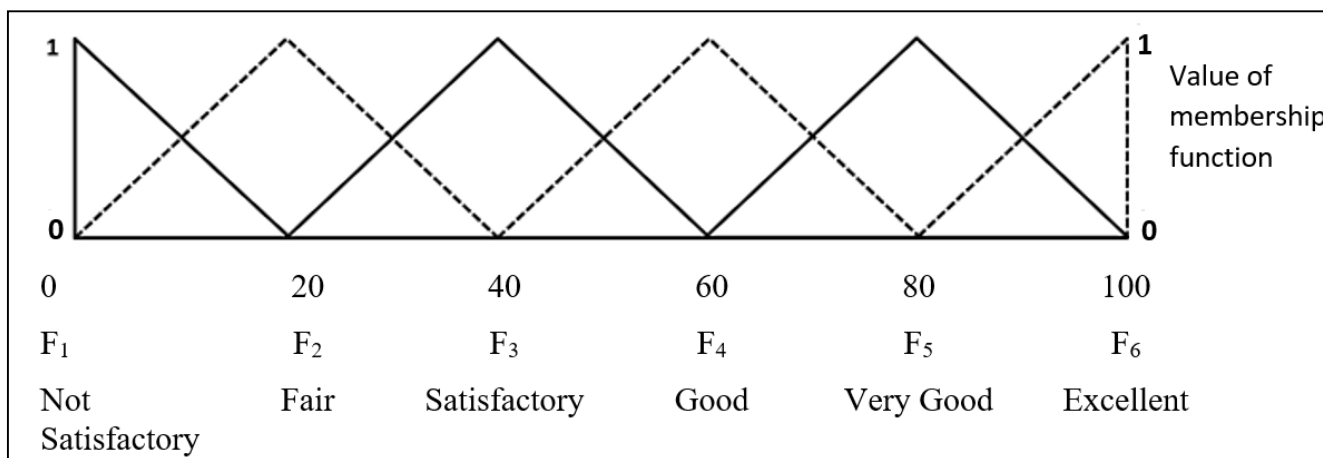 1
1
Value of
membership
function
0
0
0 20 40 60 80 100
F₁ F₂ F₃ F₄ F₅ F₆
Not Fair Satisfactory Good Very Good Excellent
Satisfactory